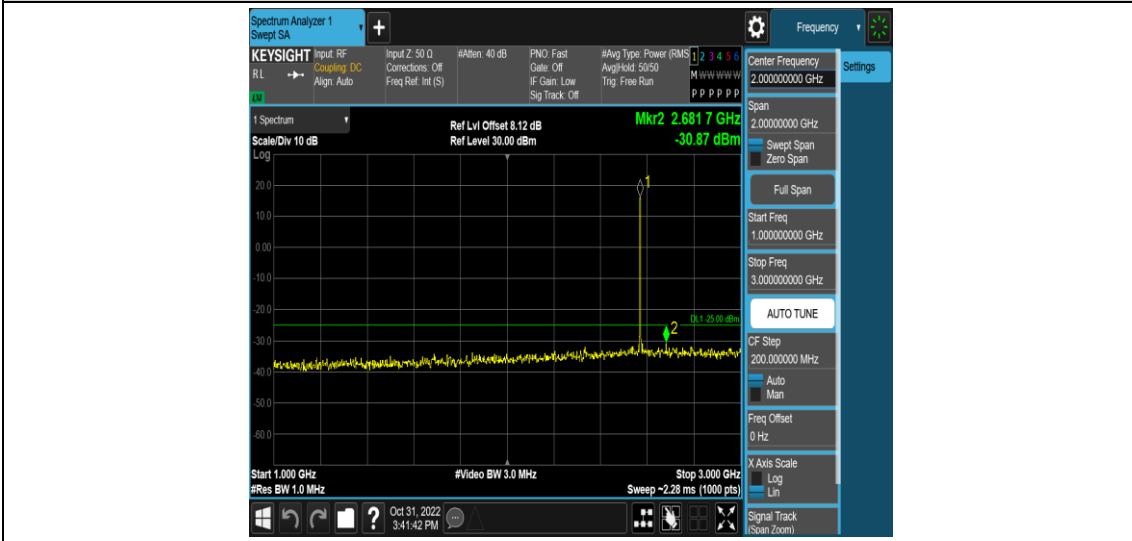 Spectrum Analyzer 1
Swept SA
Frequency
KEYSIGHT
RL
Input: RF
Coupling: DC
Align: Auto
Input Z: 50 Ω
Corrections: Off
Freq Ref: Int (S)
#Atten: 40 dB
PNO: Fast
Gate: Off
IF Gain: Low
Sig Track: Off
#Avg Type: Power (RMS
Avg|Hold: 50/50
Trig: Free Run
1 2 3 4 5 6
M W W W W W
P P P P P P
1 Spectrum
Scale/Div 10 dB
Log
Ref Lvl Offset 8.12 dB
Ref Level 30.00 dBm
Mkr2 2.681 7 GHz
-30.87 dBm
20.0
10.0
0.00
-10.0
-20.0
-30.0
-40.0
-50.0
-60.0
1
2
DL1 -25.00 dBm
Start 1.000 GHz
#Res BW 1.0 MHz
#Video BW 3.0 MHz
Stop 3.000 GHz
Sweep ~2.28 ms (1000 pts)
Oct 31, 2022
3:41:42 PM
Center Frequency
2.000000000 GHz
Settings
Span
2.00000000 GHz
Swept Span
Zero Span
Full Span
Start Freq
1.000000000 GHz
Stop Freq
3.000000000 GHz
AUTO TUNE
CF Step
200.000000 MHz
Auto
Man
Freq Offset
0 Hz
X Axis Scale
Log
Lin
Signal Track
(Span Zoom)